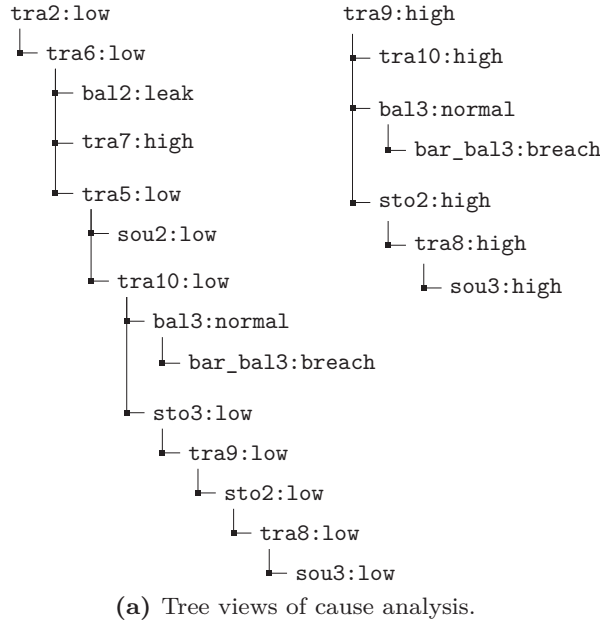 tra2:low
tra6:low
bal2:leak
tra7:high
tra5:low
sou2:low
tra10:low
bal3:normal
bar_bal3:breach
sto3:low
tra9:low
sto2:low
tra8:low
sou3:low
tra9:high
tra10:high
bal3:normal
bar_bal3:breach
sto2:high
tra8:high
sou3:high
(a) Tree views of cause analysis.